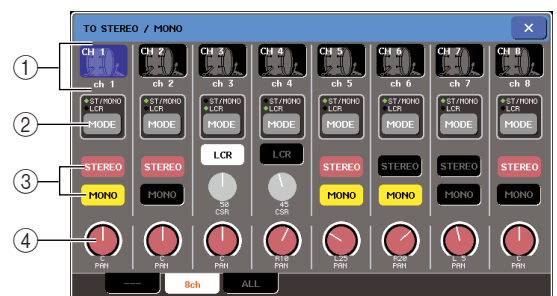 TO STEREO / MONO
×
CH 1 CH 2 CH 3 CH 4 CH 5 CH 6 CH 7 CH 8
1
ch 1 ch 2 ch 3 ch 4 ch 5 ch 6 ch 7 ch 8
ST/MONO ST/MONO ST/MONO ST/MONO ST/MONO ST/MONO ST/MONO ST/MONO
LCR LCR LCR LCR LCR LCR LCR LCR
2 MODE MODE MODE MODE MODE MODE MODE MODE
LCR LCR
STEREO STEREO STEREO STEREO STEREO STEREO
3
MONO MONO MONO MONO MONO MONO
50 45
CSR CSR
4
C C C R10 L25 R20 L 5 C
PAN PAN PAN PAN PAN PAN PAN PAN
--- 8ch ALL